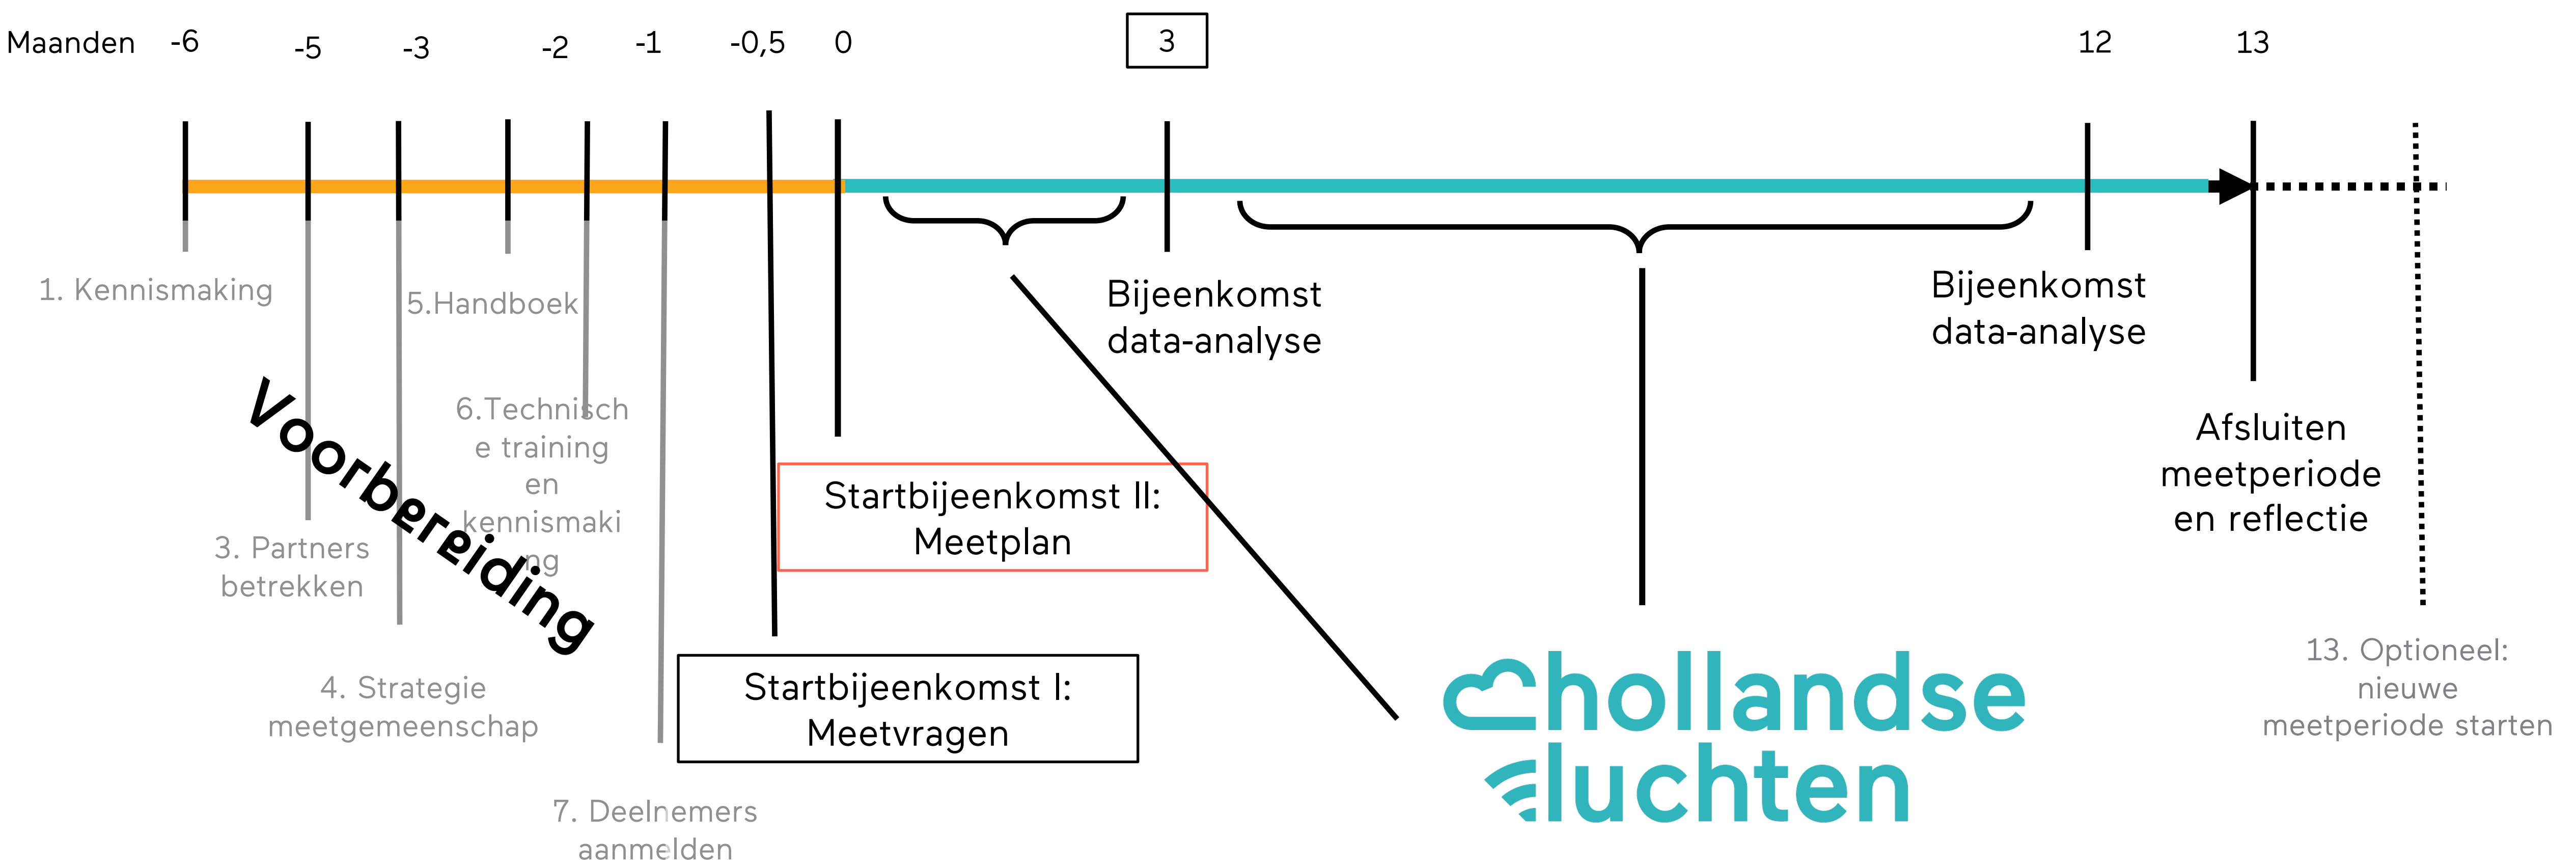 Maanden -6 -5 -3 -2 -1 -0,5 0 3 12 13
1. Kennismaking
3. Partners
betrekken
4. Strategie
meetgemeenschap
5.Handboek
6.Technisch
e training
en
kennismaki
ng
7. Deelnemers
aanmelden
Voorbereiding
Startbijeenkomst I:
Meetvragen
Startbijeenkomst II:
Meetplan
Bijeenkomst
data-analyse
Bijeenkomst
data-analyse
Afsluiten
meetperiode
en reflectie
13. Optioneel:
nieuwe
meetperiode starten
hollandse
luchten